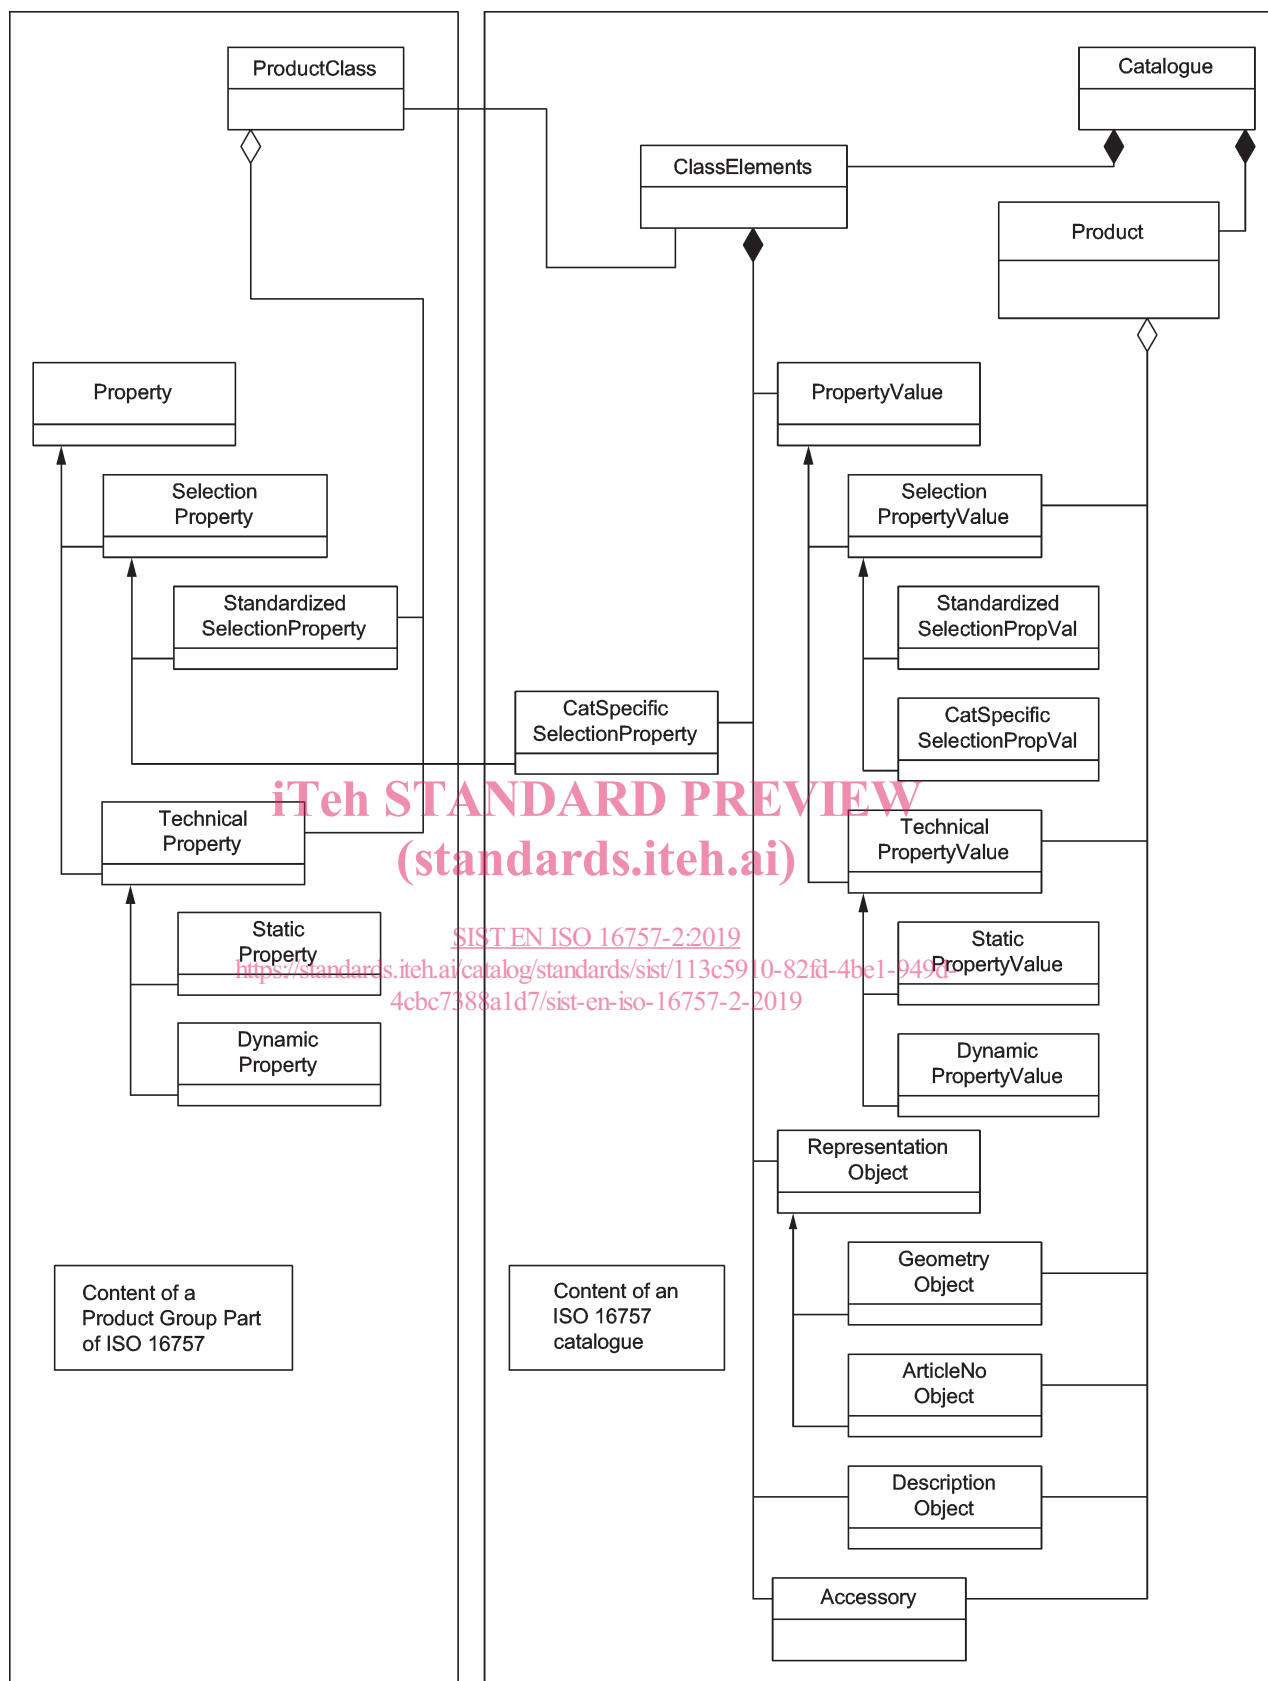 ProductClass
Catalogue
ClassElements
Product
Property
PropertyValue
Selection
Property
Selection
PropertyValue
Standardized
SelectionProperty
Standardized
SelectionPropVal
CatSpecific
SelectionProperty
CatSpecific
SelectionPropVal
iTeh STANDARD PREVIEW
(standards.iteh.ai)
Technical
Property
Technical
PropertyValue
Static
Property
Static
PropertyValue
SIST EN ISO 16757-2:2019
https://standards.iteh.ai/catalog/standards/sist/113c5910-82fd-4be1-949d-
4cbc7388a1d7/sist-en-iso-16757-2-2019
Dynamic
Property
Dynamic
PropertyValue
Representation
Object
Geometry
Object
Content of a
Product Group Part
of ISO 16757
Content of an
ISO 16757
catalogue
ArticleNo
Object
Description
Object
Accessory